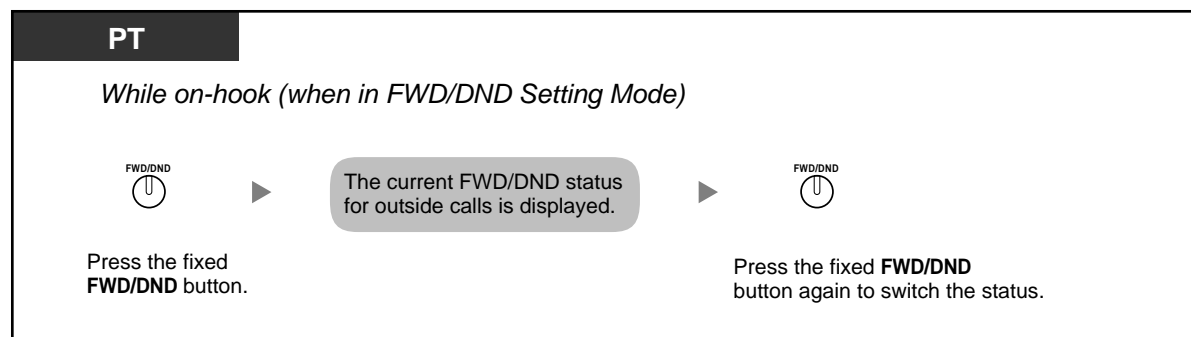 PT
While on-hook (when in FWD/DND Setting Mode)
FWD/DND
The current FWD/DND status
for outside calls is displayed.
FWD/DND
Press the fixed
FWD/DND button.
Press the fixed FWD/DND
button again to switch the status.